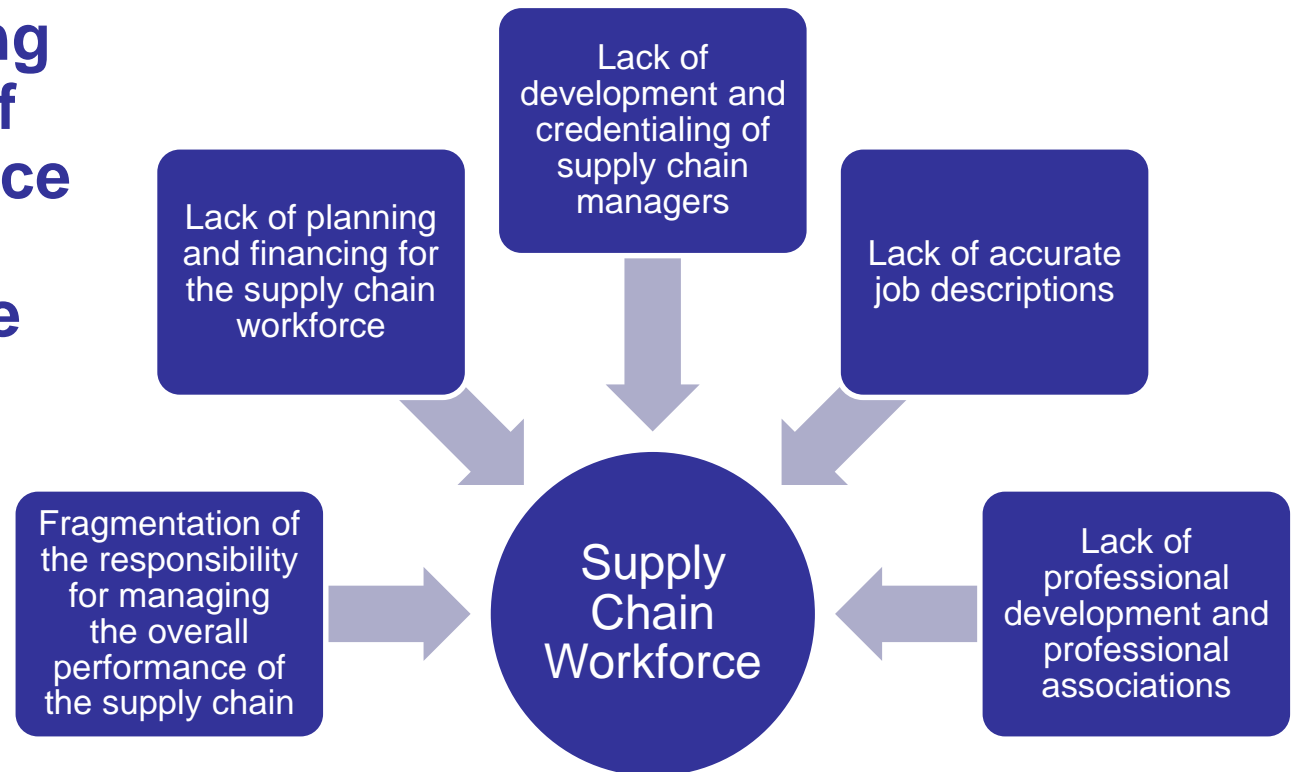 Lack of
development and
credentialing of
supply chain
managers
Lack of planning
and financing for
the supply chain
workforce
Lack of accurate
job descriptions
Fragmentation of
the responsibility
for managing
the overall
performance of
the supply chain
Supply
Chain
Workforce
Lack of
professional
development and
professional
associations